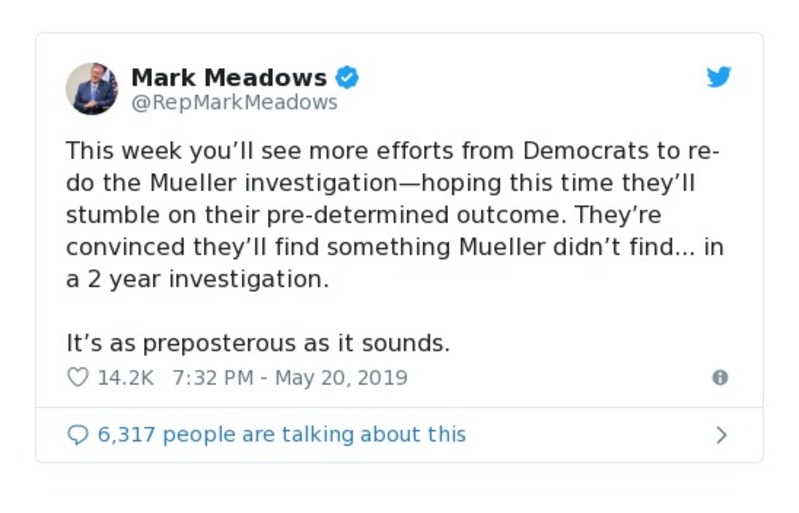 Mark Meadows
@RepMarkMeadows
This week you’ll see more efforts from Democrats to re-
do the Mueller investigation—hoping this time they’ll
stumble on their pre-determined outcome. They’re
convinced they’ll find something Mueller didn’t find... in
a 2 year investigation.
It’s as preposterous as it sounds.
14.2K 7:32 PM - May 20, 2019
6,317 people are talking about this